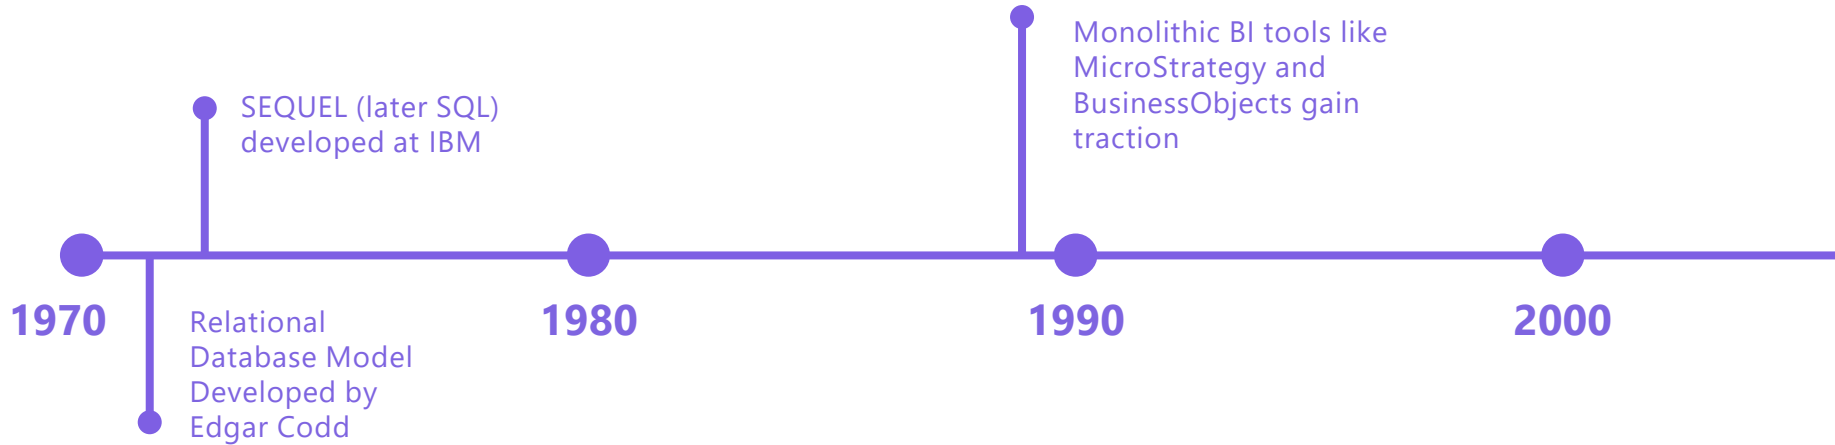 Monolithic BI tools like
MicroStrategy and
BusinessObjects gain
traction
SEQUEL (later SQL)
developed at IBM
1970
1980
1990
2000
Relational
Database Model
Developed by
Edgar Codd